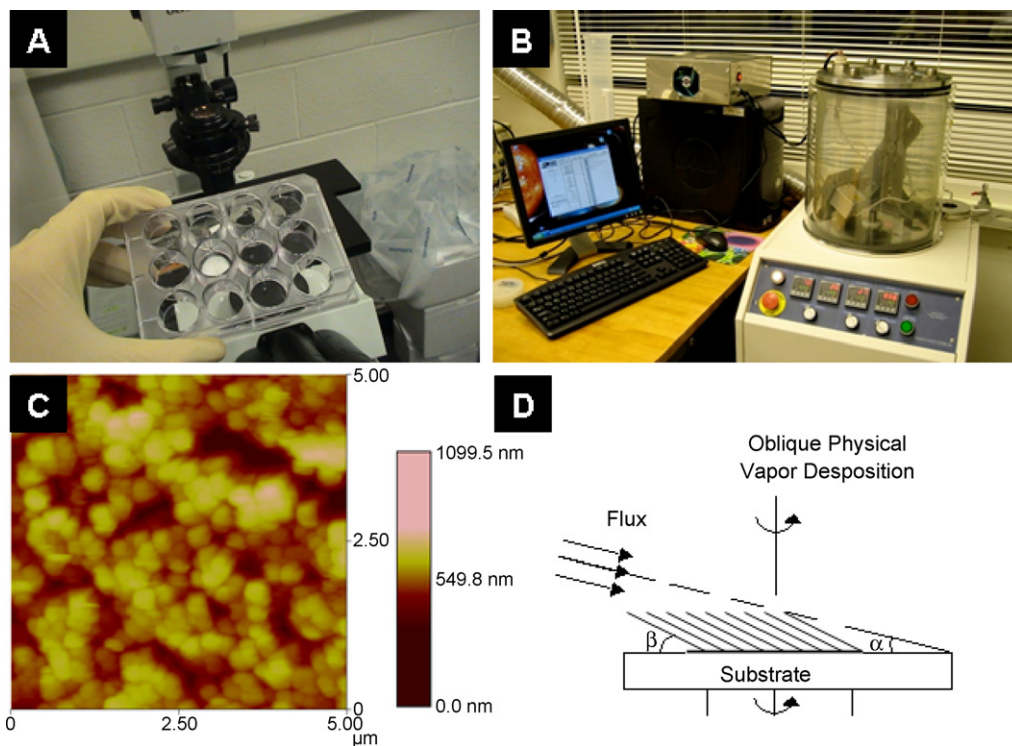 A
B
C
5.00
2.50
0
0
2.50
5.00
μm
1099.5 nm
549.8 nm
0.0 nm
D
Oblique Physical
Vapor Desposition
Flux
β
α
Substrate